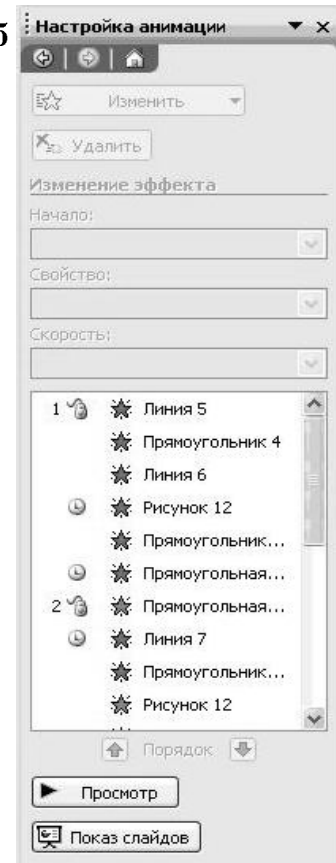 б
Настройка анимации
Изменить
Удалить
Изменение эффекта
Начало:
Свойство:
Скорость:
1 Линия 5
Прямоугольник 4
Линия 6
Рисунок 12
Прямоугольник...
Прямоугольная...
2 Прямоугольная...
Линия 7
Прямоугольник...
Рисунок 12
Порядок
Просмотр
Показ слайдов